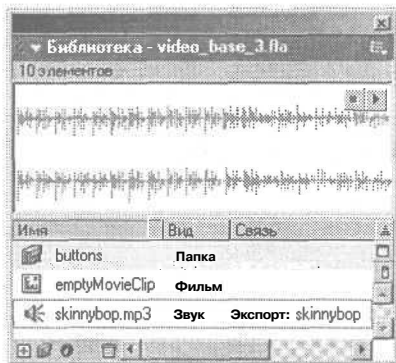 Библиотека - video_base_3.fla
10 элементов
Имя Вид Связь
buttons Папка
emptyMovieClip Фильм
skinnybop.mp3 Звук Экспорт: skinnybop